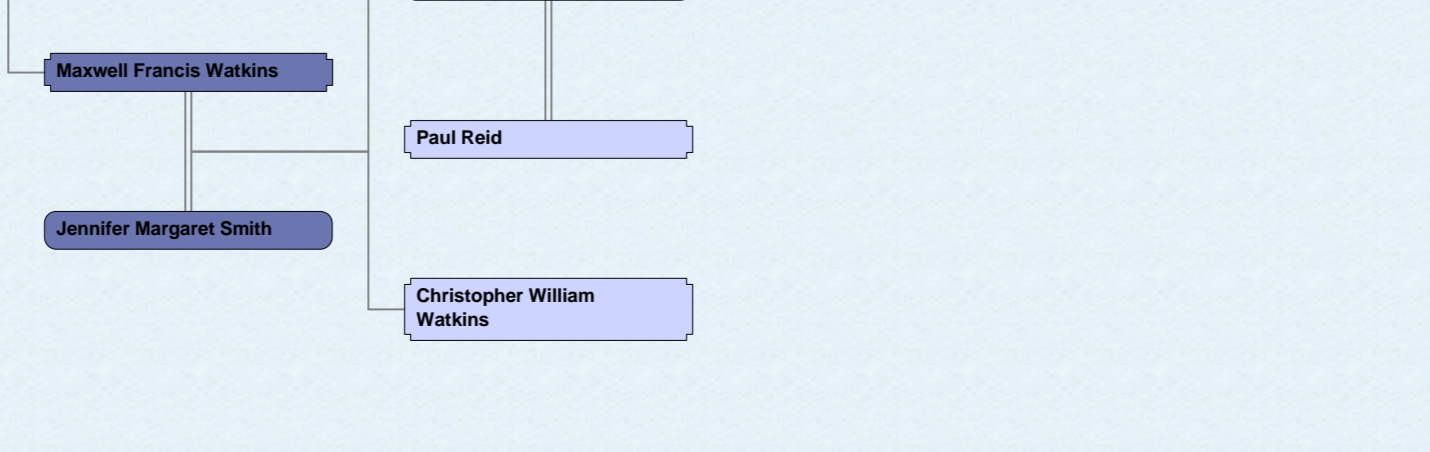 Maxwell Francis Watkins
Paul Reid
Jennifer Margaret Smith
Christopher William
Watkins